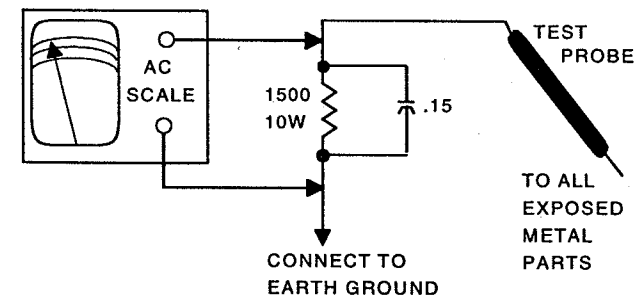 AC
SCALE
1500
10W
.15
TEST
PROBE
TO ALL
EXPOSED
METAL
PARTS
CONNECT TO
EARTH GROUND